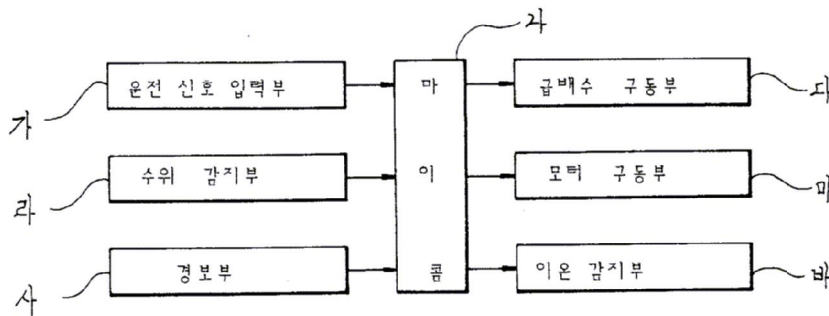 나
운전 신호 입력부
급배수 구동부
가
다
마이콤
수위 감지부
모터 구동부
라
마
경보부
이온 감지부
사
바